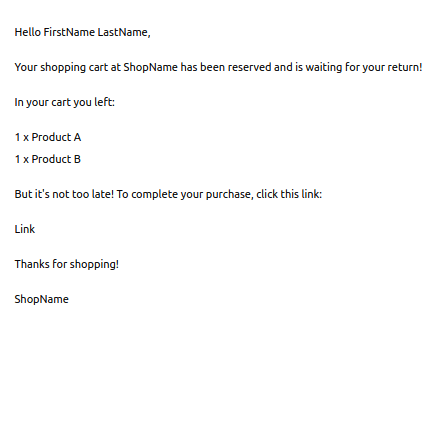 Hello FirstName LastName,
Your shopping cart at ShopName has been reserved and is waiting for your return!
In your cart you left:
1 x Product A
1 x Product B
But it's not too late! To complete your purchase, click this link:
Link
Thanks for shopping!
ShopName